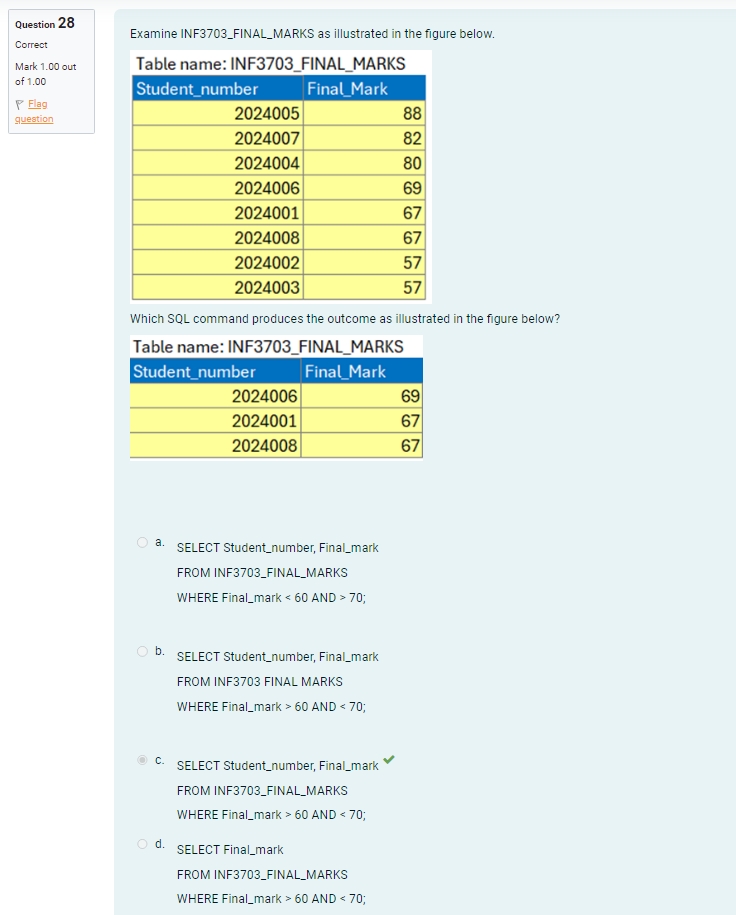 Question 28
Correct
Mark 1.00 out
of 1.00
Flag
question
Examine INF3703_FINAL_MARKS as illustrated in the figure below.
Table name: INF3703_FINAL_MARKS
Student_number Final_Mark
2024005 88
2024007 82
2024004 80
2024006 69
2024001 67
2024008 67
2024002 57
2024003 57
Which SQL command produces the outcome as illustrated in the figure below?
Table name: INF3703_FINAL_MARKS
Student_number Final_Mark
2024006 69
2024001 67
2024008 67
a. SELECT Student_number, Final_mark
FROM INF3703_FINAL_MARKS
WHERE Final_mark < 60 AND > 70;
b. SELECT Student_number, Final_mark
FROM INF3703 FINAL MARKS
WHERE Final_mark > 60 AND < 70;
c. SELECT Student_number, Final_mark
FROM INF3703_FINAL_MARKS
WHERE Final_mark > 60 AND < 70;
d. SELECT Final_mark
FROM INF3703_FINAL_MARKS
WHERE Final_mark > 60 AND < 70;